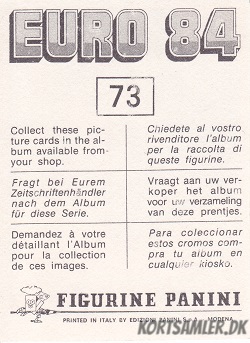 EURO 84
73
Collect these pic-
ture cards in the al-
bum available from
your shop.
Chiedete al vostro
rivenditore l'album
per la raccolta di
queste figurine.
Fragt bei Eurem
Zeitschriftenhändler
nach dem Album
für diese Serie.
Vraagt aan uw ver-
koper het album
voor uw verzameling
van deze prentjes.
Demandez à votre
détaillant l'Album
pour la collection
de ces images.
Para coleccionar
estos cromos com-
pra tu album en
cualquier kiosko.
FIGURINE PANINI
PRINTED IN ITALY BY EDIZIONI PANINI S.p.A. - MODENA
KORTSAMLER.DK